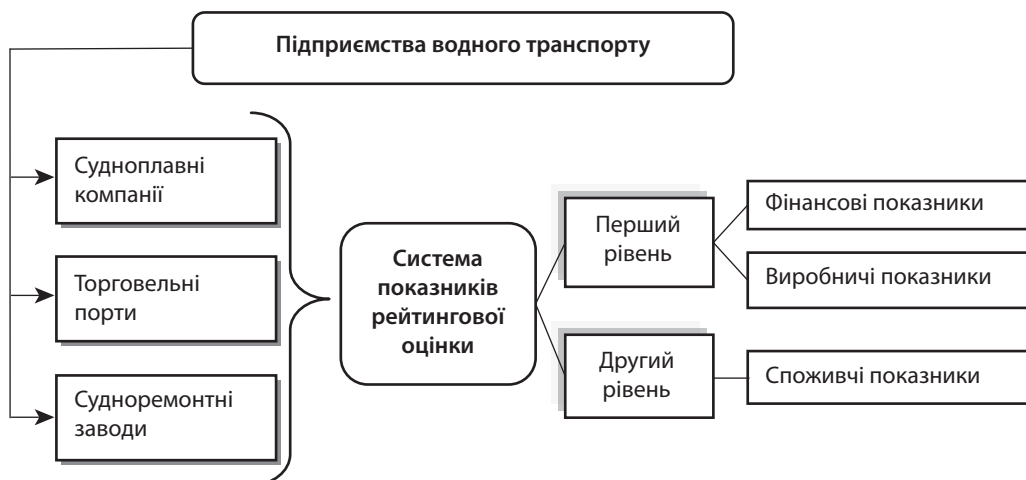 Підприємства водного транспорту
Судноплавні
компанії
Торговельні
порти
Судноремонтні
заводи
Система
показників
рейтингової
оцінки
Перший
рівень
Другий
рівень
Фінансові показники
Виробничі показники
Споживчі показники